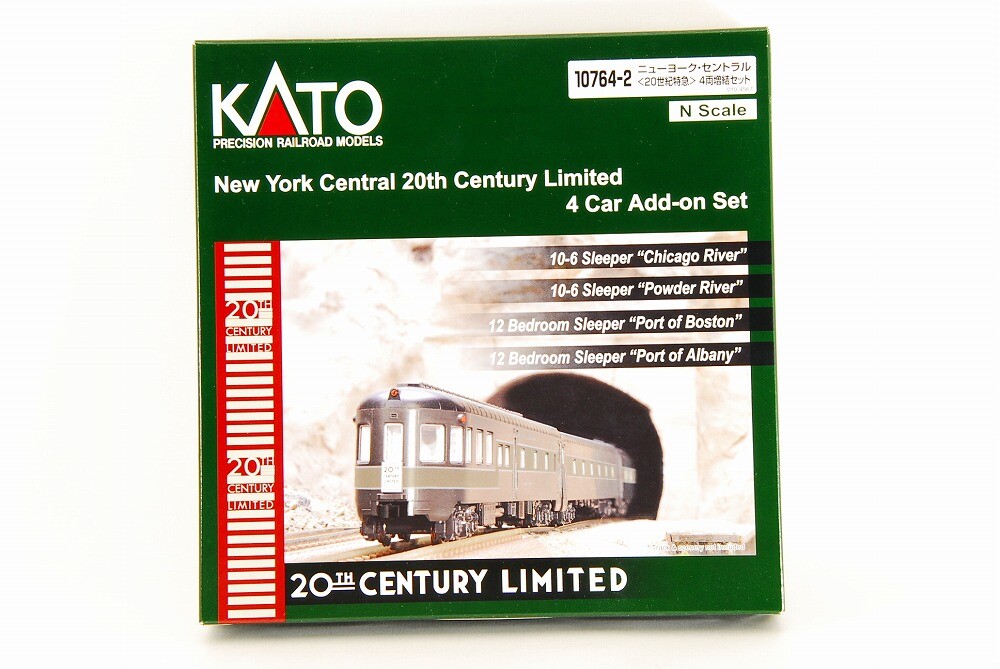 KATO
PRECISION RAILROAD MODELS
10764-2
ニューヨーク・セントラル
<20世紀特急> 4両増結セット
N Scale
New York Central 20th Century Limited
4 Car Add-on Set
10-6 Sleeper “Chicago River”
10-6 Sleeper “Powder River”
12 Bedroom Sleeper “Port of Boston”
12 Bedroom Sleeper “Port of Albany”
20TH
CENTURY
LIMITED
20TH
CENTURY
LIMITED
20TH
CENTURY
LIMITED
20TH CENTURY LIMITED